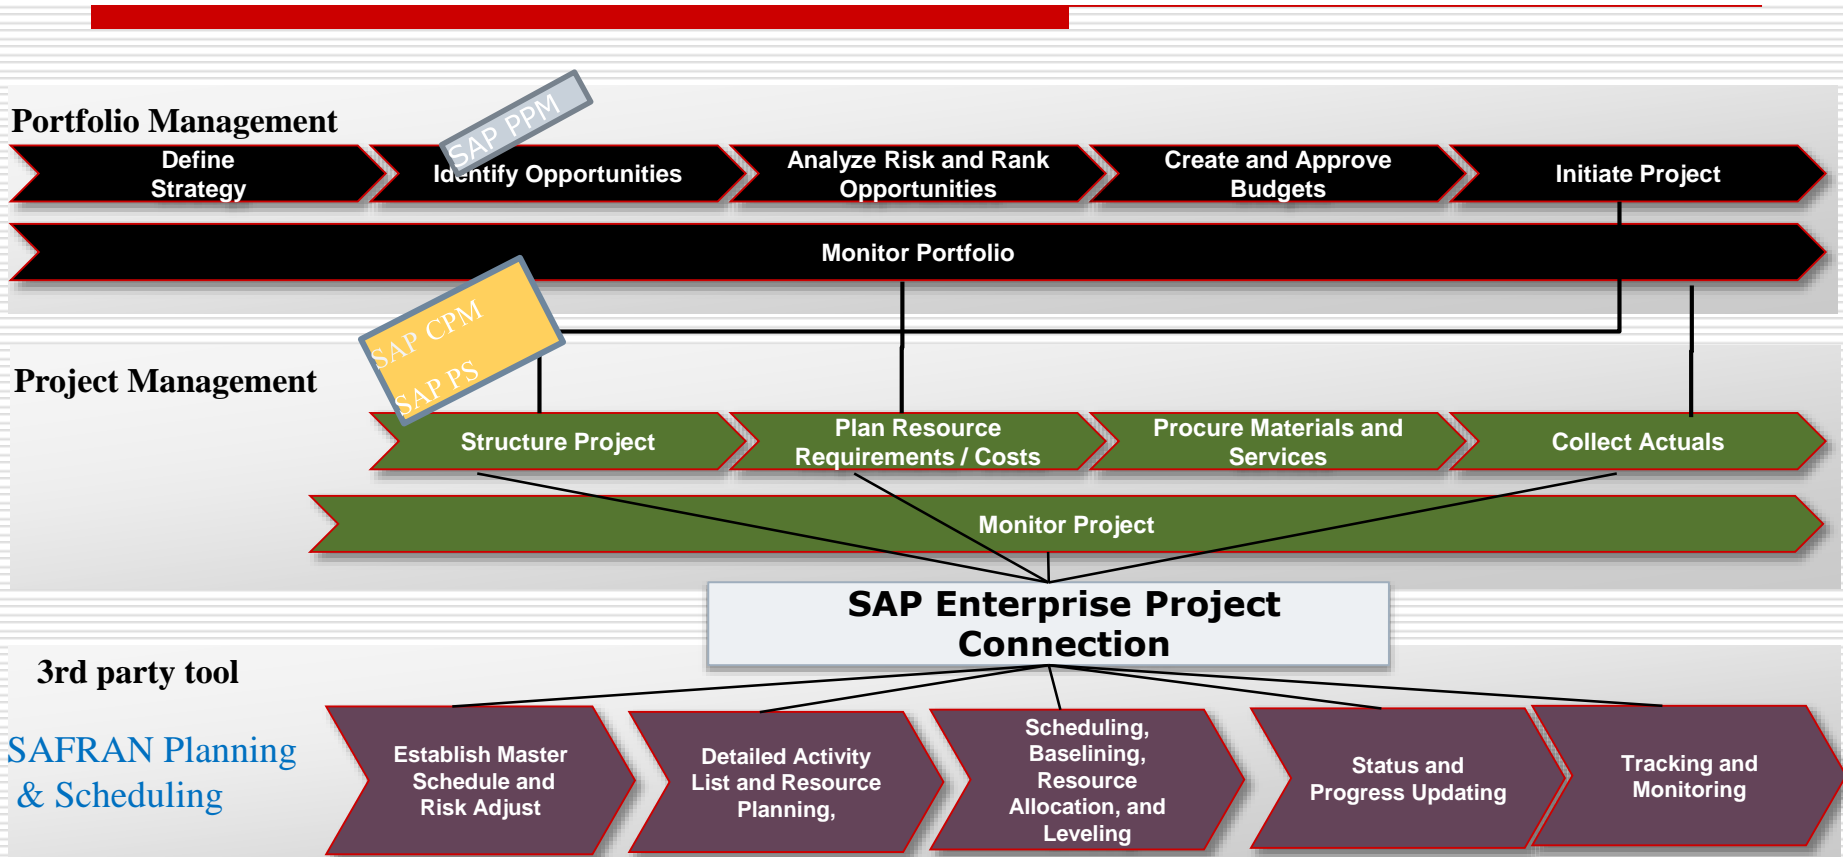 Portfolio Management
SAP PPM
Define
Strategy
Identify Opportunities
Analyze Risk and Rank
Opportunities
Create and Approve
Budgets
Initiate Project
Monitor Portfolio
SAP CPM
SAP PS
Project Management
Structure Project
Plan Resource
Requirements / Costs
Procure Materials and
Services
Collect Actuals
Monitor Project
SAP Enterprise Project
Connection
3rd party tool
SAFRAN Planning
& Scheduling
Establish Master
Schedule and
Risk Adjust
Detailed Activity
List and Resource
Planning,
Scheduling,
Baselining,
Resource
Allocation, and
Leveling
Status and
Progress Updating
Tracking and
Monitoring